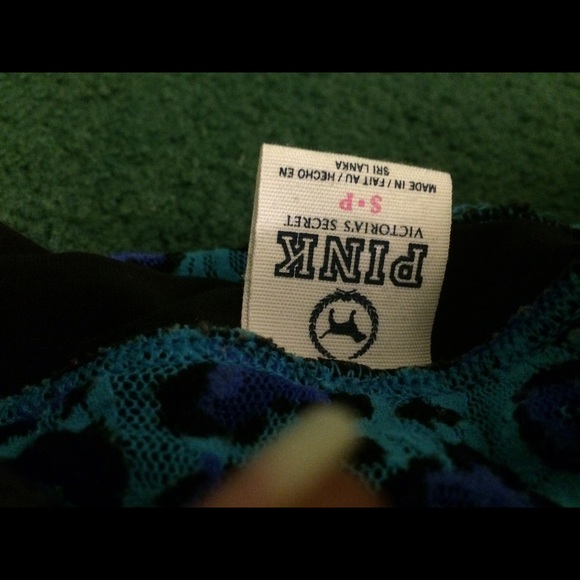 PINK
VICTORIA'S SECRET
S•P
MADE IN / FAIT AU / HECHO EN
SRI LANKA